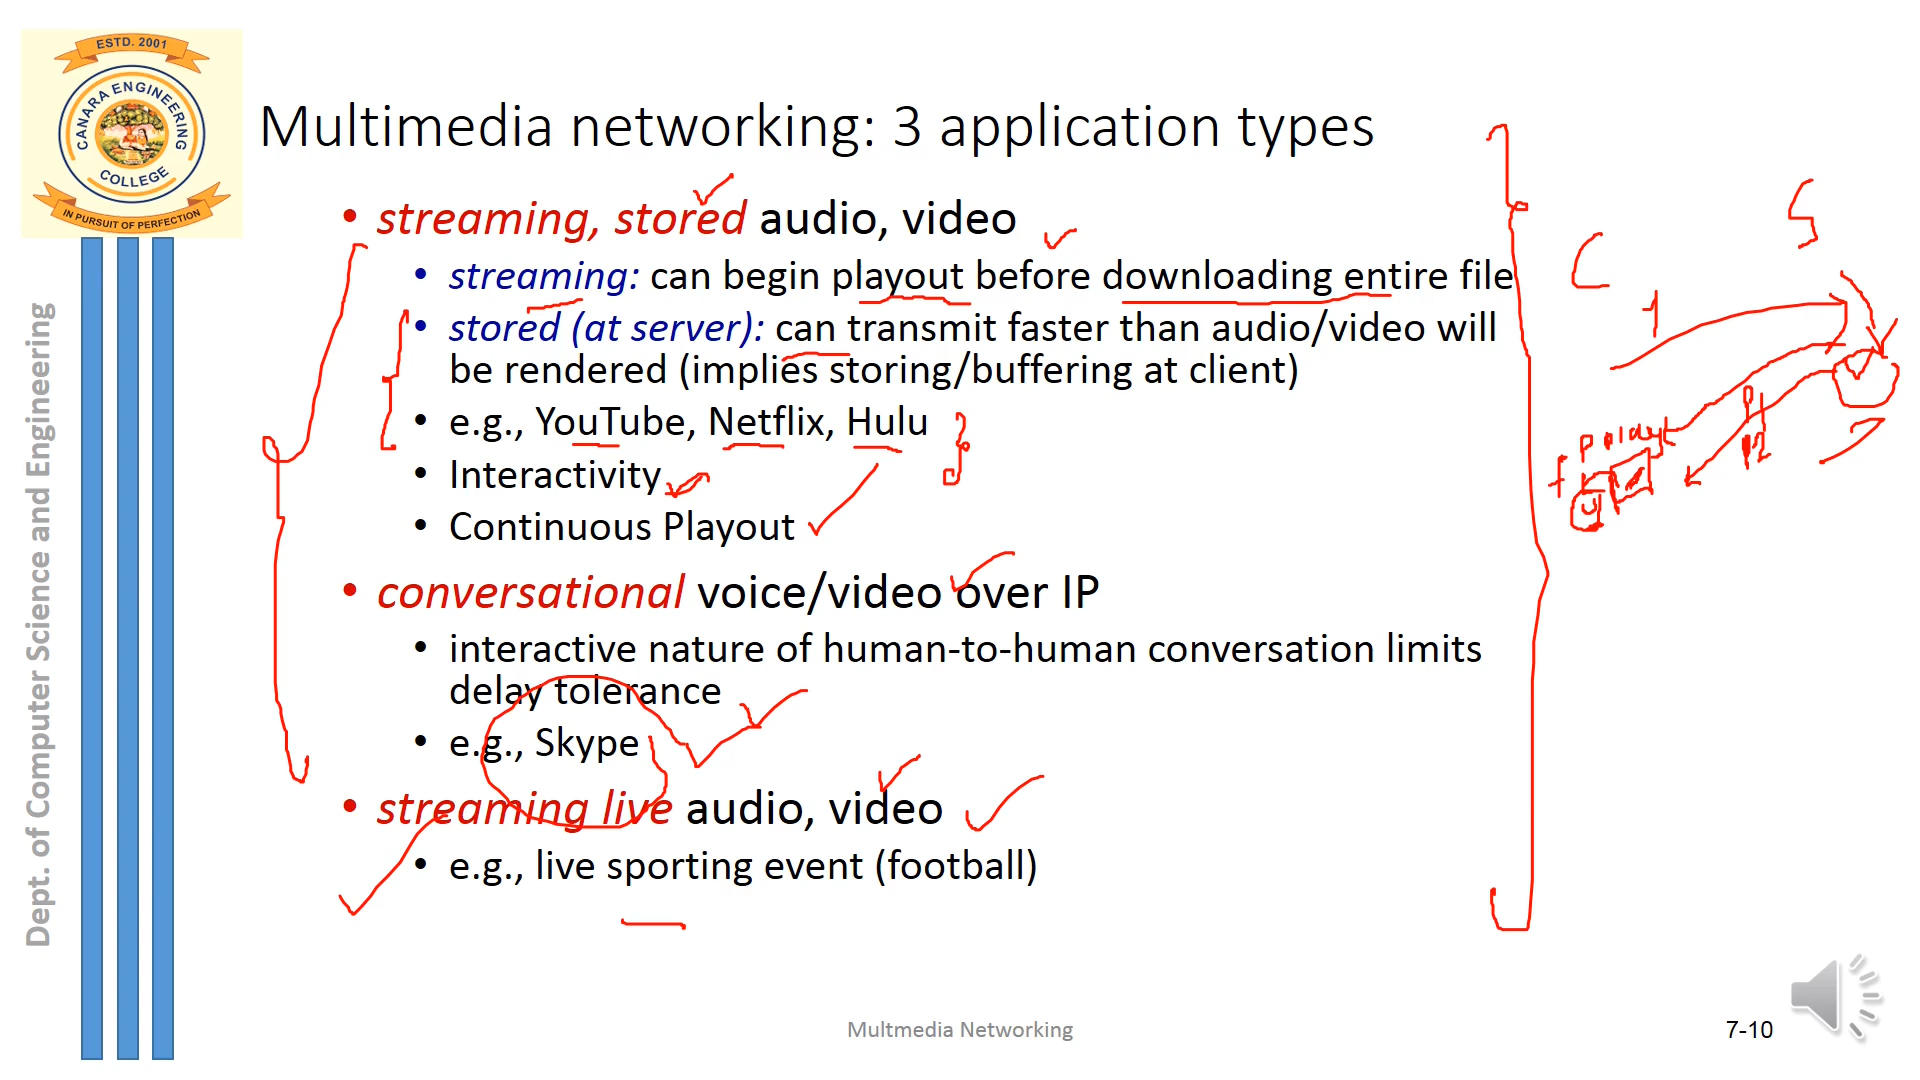 ESTD. 2001
CANARA ENGINEERING
COLLEGE
IN PURSUIT OF PERFECTION
Dept. of Computer Science and Engineering
Multimedia networking: 3 application types
• streaming, stored audio, video
• streaming: can begin playout before downloading entire file
• stored (at server): can transmit faster than audio/video will
be rendered (implies storing/buffering at client)
• e.g., YouTube, Netflix, Hulu
• Interactivity
• Continuous Playout
• conversational voice/video over IP
• interactive nature of human-to-human conversation limits
delay tolerance
• e.g., Skype
• streaming live audio, video
• e.g., live sporting event (football)
S
C
1
Multmedia Networking
7-10